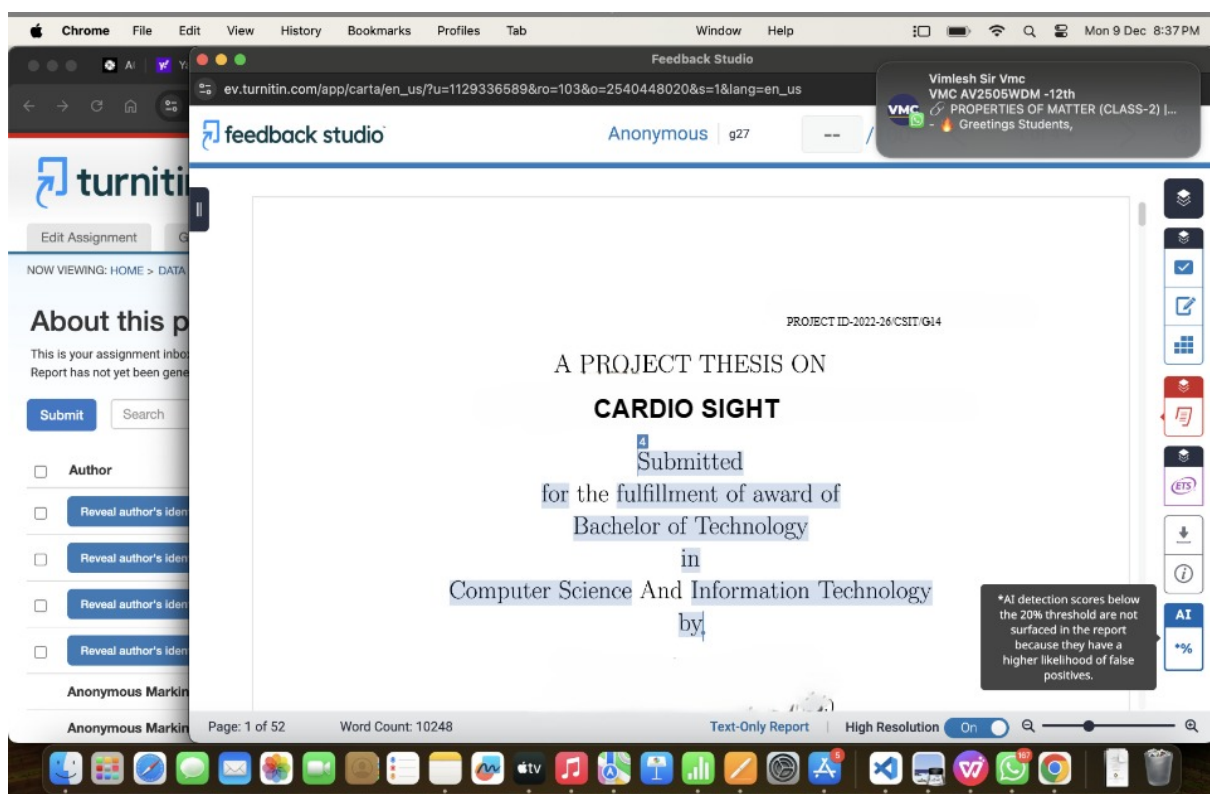 Chrome File Edit View History Bookmarks Profiles Tab Window Help Mon 9 Dec 8:37 PM
Feedback Studio
ev.turnitin.com/app/carta/en_us/?u=1129336589&ro=103&o=2540448020&s=1&lang=en_us
Vimlesh Sir Vmc
VMC AV2505WDM -12th
PROPERTIES OF MATTER (CLASS-2) |...
- 🔥 Greetings Students,
VMC
feedback studio
Anonymous g27 -- /
turniti
Edit Assignment G
NOW VIEWING: HOME > DATA
About this p
This is your assignment inbo
Report has not yet been gene
Submit Search
Author
Reveal author's iden
Reveal author's iden
Reveal author's iden
Reveal author's iden
Anonymous Markin
Anonymous Markin
PROJECT ID-2022-26/CSIT/G14
A PROJECT THESIS ON
CARDIO SIGHT
4
Submitted
for the fulfillment of award of
Bachelor of Technology
in
Computer Science And Information Technology
by
ETS
*AI detection scores below
the 20% threshold are not
surfaced in the report
because they have a
higher likelihood of false
positives.
AI
*%
Page: 1 of 52 Word Count: 10248 Text-Only Report High Resolution On
tv
5
107